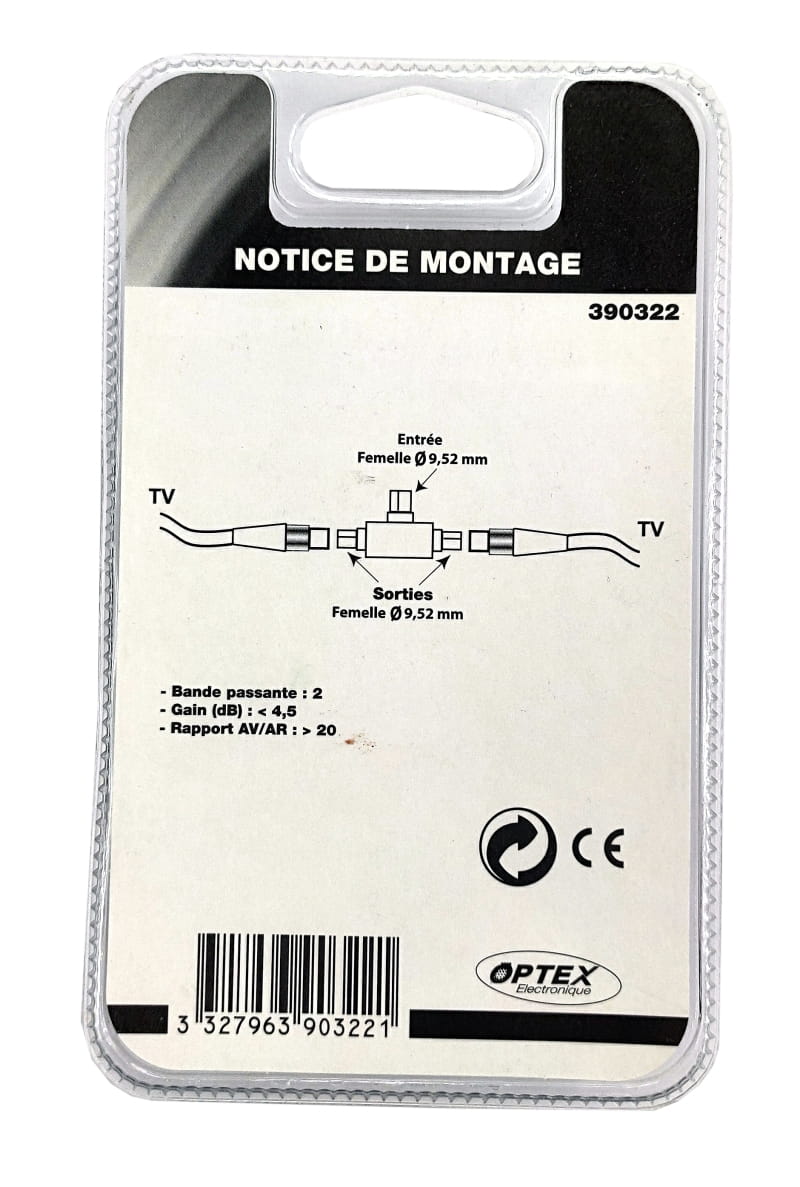 NOTICE DE MONTAGE
390322
Entrée
Femelle Ø 9,52 mm
TV
TV
Sorties
Femelle Ø 9,52 mm
- Bande passante : 2
- Gain (dB) : < 4,5
- Rapport AV/AR : > 20
CE
OPTEX
Electronique
3 327963 903221